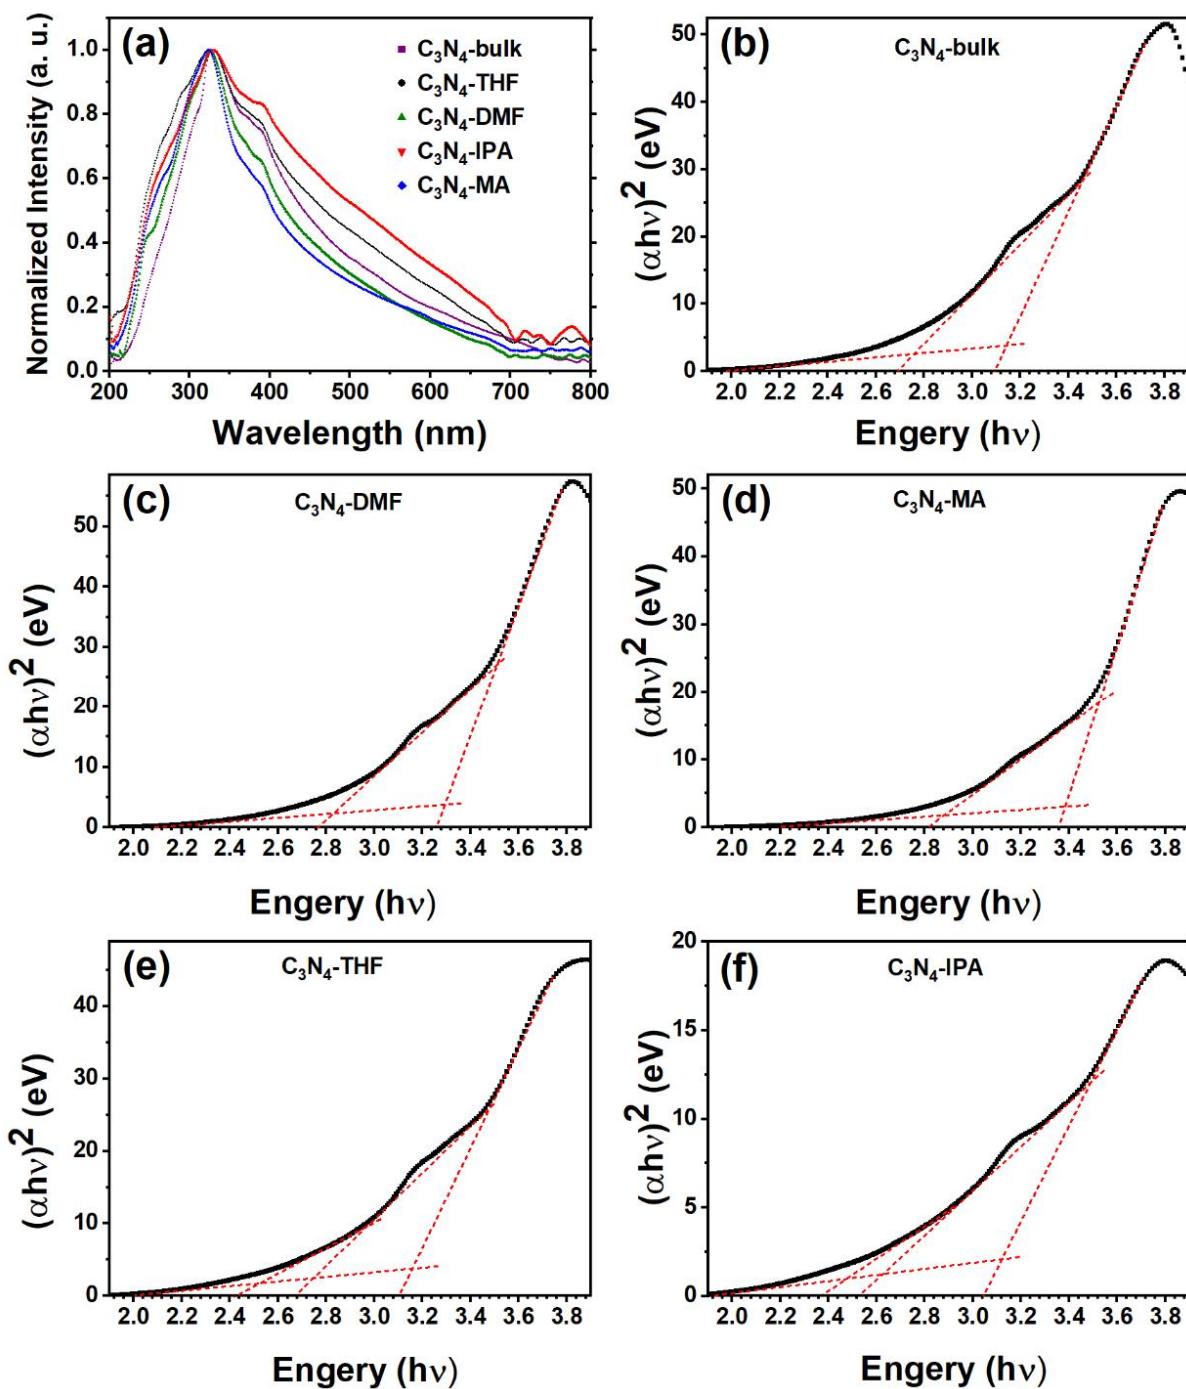 (a)
C₃N₄-bulk
C₃N₄-THF
C₃N₄-DMF
C₃N₄-IPA
C₃N₄-MA
Normalized Intensity (a. u.)
1.0
0.8
0.6
0.4
0.2
0.0
200 300 400 500 600 700 800
Wavelength (nm)
(b)
C₃N₄-bulk
(αhν)² (eV)
50
40
30
20
10
0
2.0 2.2 2.4 2.6 2.8 3.0 3.2 3.4 3.6 3.8
Engery (hν)
(c)
C₃N₄-DMF
(αhν)² (eV)
50
40
30
20
10
0
2.0 2.2 2.4 2.6 2.8 3.0 3.2 3.4 3.6 3.8
Engery (hν)
(d)
C₃N₄-MA
(αhν)² (eV)
50
40
30
20
10
0
2.0 2.2 2.4 2.6 2.8 3.0 3.2 3.4 3.6 3.8
Engery (hν)
(e)
C₃N₄-THF
(αhν)² (eV)
40
30
20
10
0
2.0 2.2 2.4 2.6 2.8 3.0 3.2 3.4 3.6 3.8
Engery (hν)
(f)
C₃N₄-IPA
(αhν)² (eV)
20
15
10
5
0
2.0 2.2 2.4 2.6 2.8 3.0 3.2 3.4 3.6 3.8
Engery (hν)